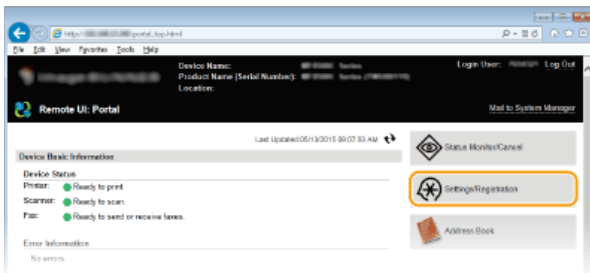 http://
portal_top.html
File Edit View Favorites Tools Help
Device Name: Series
Product Name (Serial Number): Series
Location:
Login User: Log Out
Remote UI: Portal
Mail to System Manager
Last Updated:05/13/2015 09:07:03 AM
Device Basic Information
Device Status
Printer: Ready to print.
Scanner: Ready to scan.
Fax: Ready to send or receive faxes.
Error Information
No errors.
Status Monitor/Cancel
Settings/Registration
Address Book